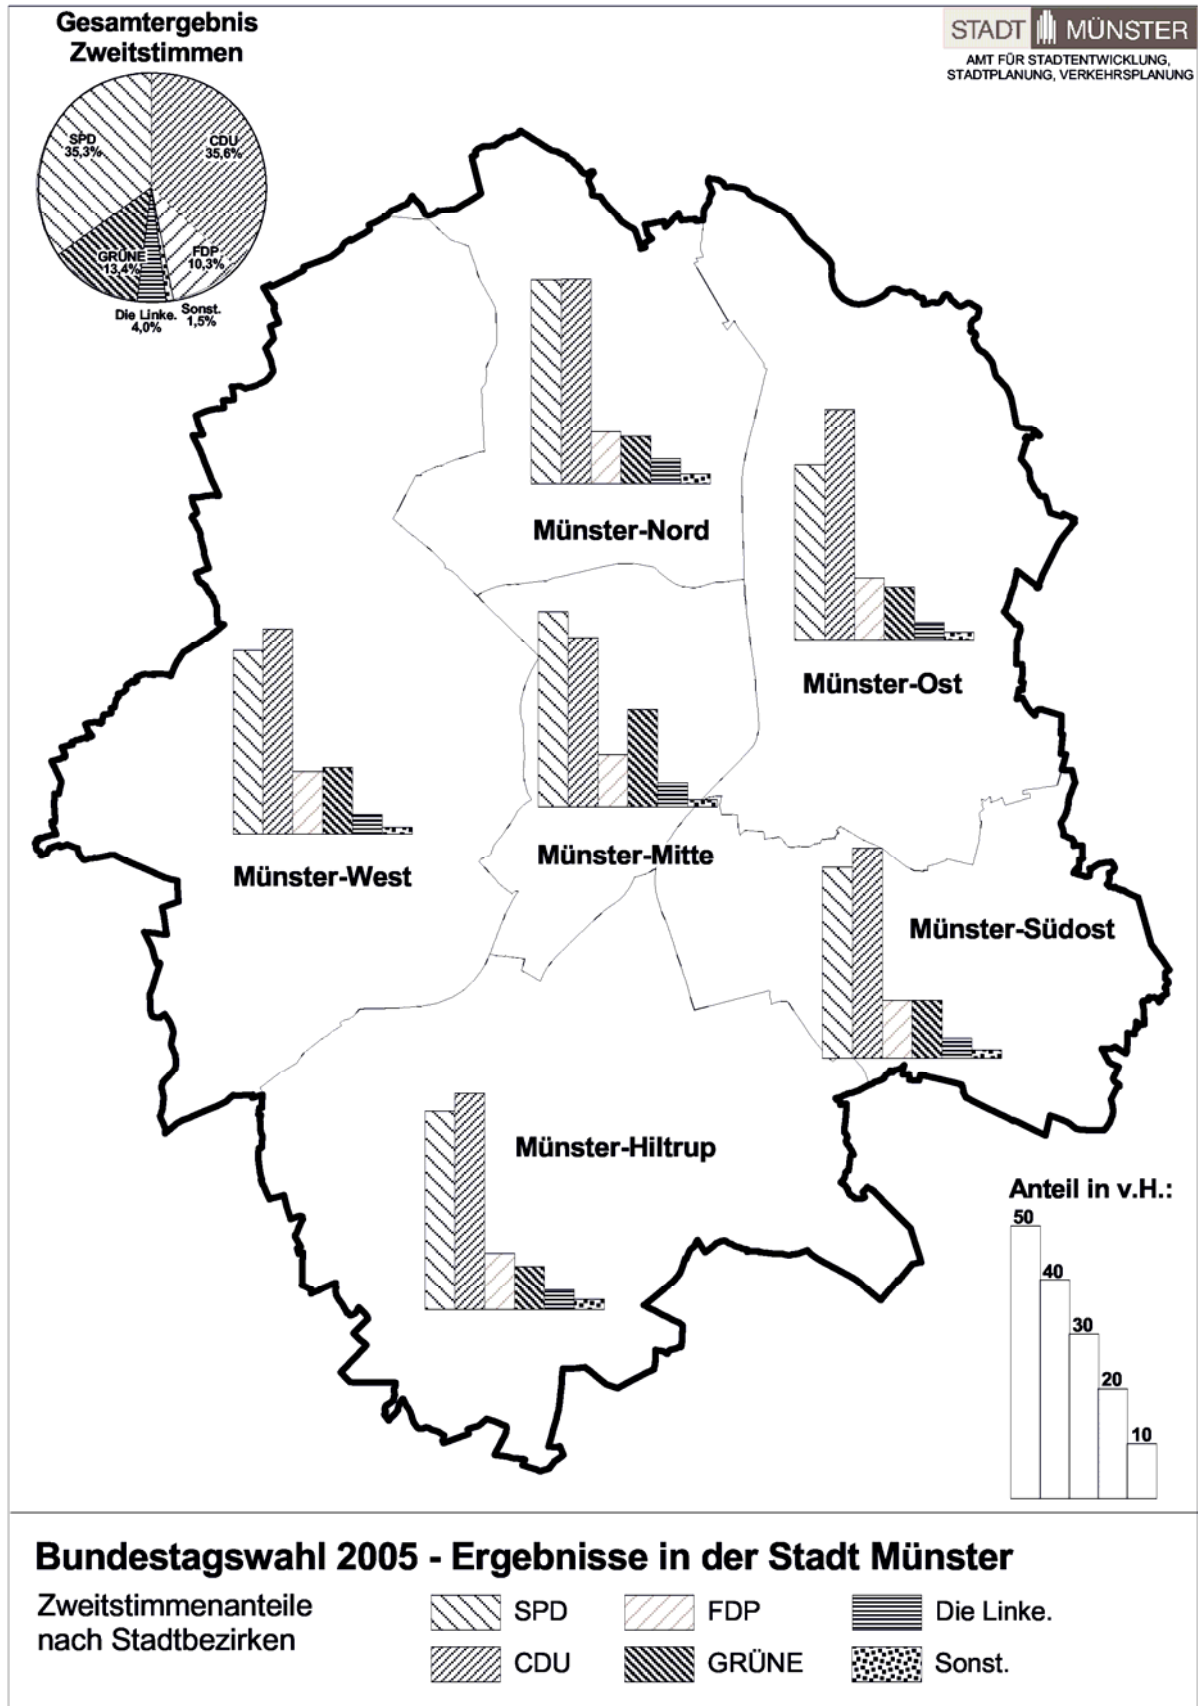 Gesamtergebnis
Zweitstimmen
STADT MÜNSTER
AMT FÜR STADTENTWICKLUNG,
STADTPLANUNG, VERKEHRSPLANUNG
SPD
35,3%
CDU
35,6%
GRÜNE
13,4%
FDP
10,3%
Die Linke.
4,0%
Sonst.
1,5%
Münster-Nord
Münster-Ost
Münster-Mitte
Münster-West
Münster-Südost
Münster-Hiltrup
Anteil in v.H.:
50
40
30
20
10
Bundestagswahl 2005 - Ergebnisse in der Stadt Münster
Zweitstimmenanteile
nach Stadtbezirken
SPD
FDP
Die Linke.
CDU
GRÜNE
Sonst.